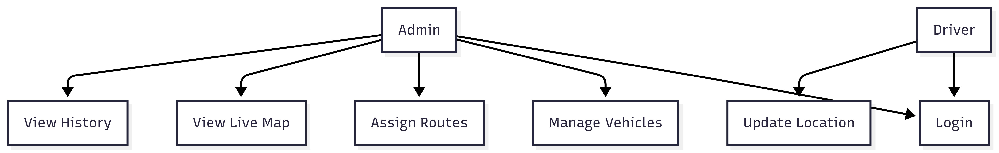 Admin
Driver
View History
View Live Map
Assign Routes
Manage Vehicles
Update Location
Login